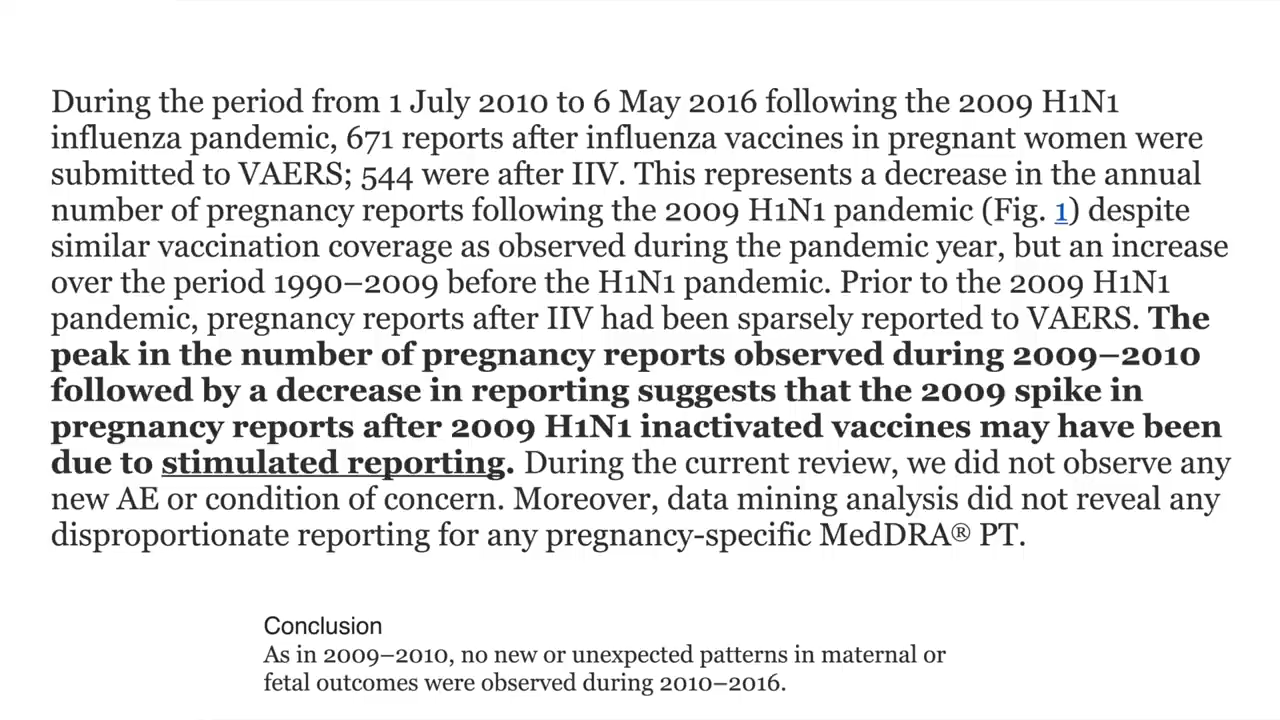 During the period from 1 July 2010 to 6 May 2016 following the 2009 H1N1
influenza pandemic, 671 reports after influenza vaccines in pregnant women were
submitted to VAERS; 544 were after IIV. This represents a decrease in the annual
number of pregnancy reports following the 2009 H1N1 pandemic (Fig. 1) despite
similar vaccination coverage as observed during the pandemic year, but an increase
over the period 1990–2009 before the H1N1 pandemic. Prior to the 2009 H1N1
pandemic, pregnancy reports after IIV had been sparsely reported to VAERS. The
peak in the number of pregnancy reports observed during 2009–2010
followed by a decrease in reporting suggests that the 2009 spike in
pregnancy reports after 2009 H1N1 inactivated vaccines may have been
due to stimulated reporting. During the current review, we did not observe any
new AE or condition of concern. Moreover, data mining analysis did not reveal any
disproportionate reporting for any pregnancy-specific MedDRA® PT.
Conclusion
As in 2009–2010, no new or unexpected patterns in maternal or
fetal outcomes were observed during 2010–2016.